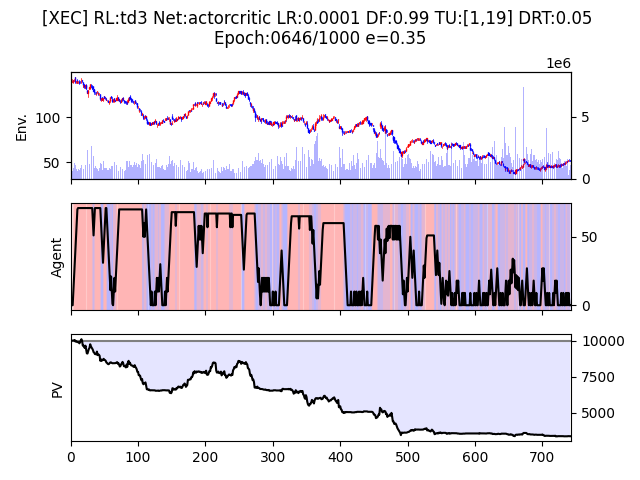 [XEC] RL:td3 Net:actorcritic LR:0.0001 DF:0.99 TU:[1,19] DRT:0.05
Epoch:0646/1000 e=0.35
1e6
Env.
100
50
5
0
Agent
50
0
PV
10000
7500
5000
0 100 200 300 400 500 600 700